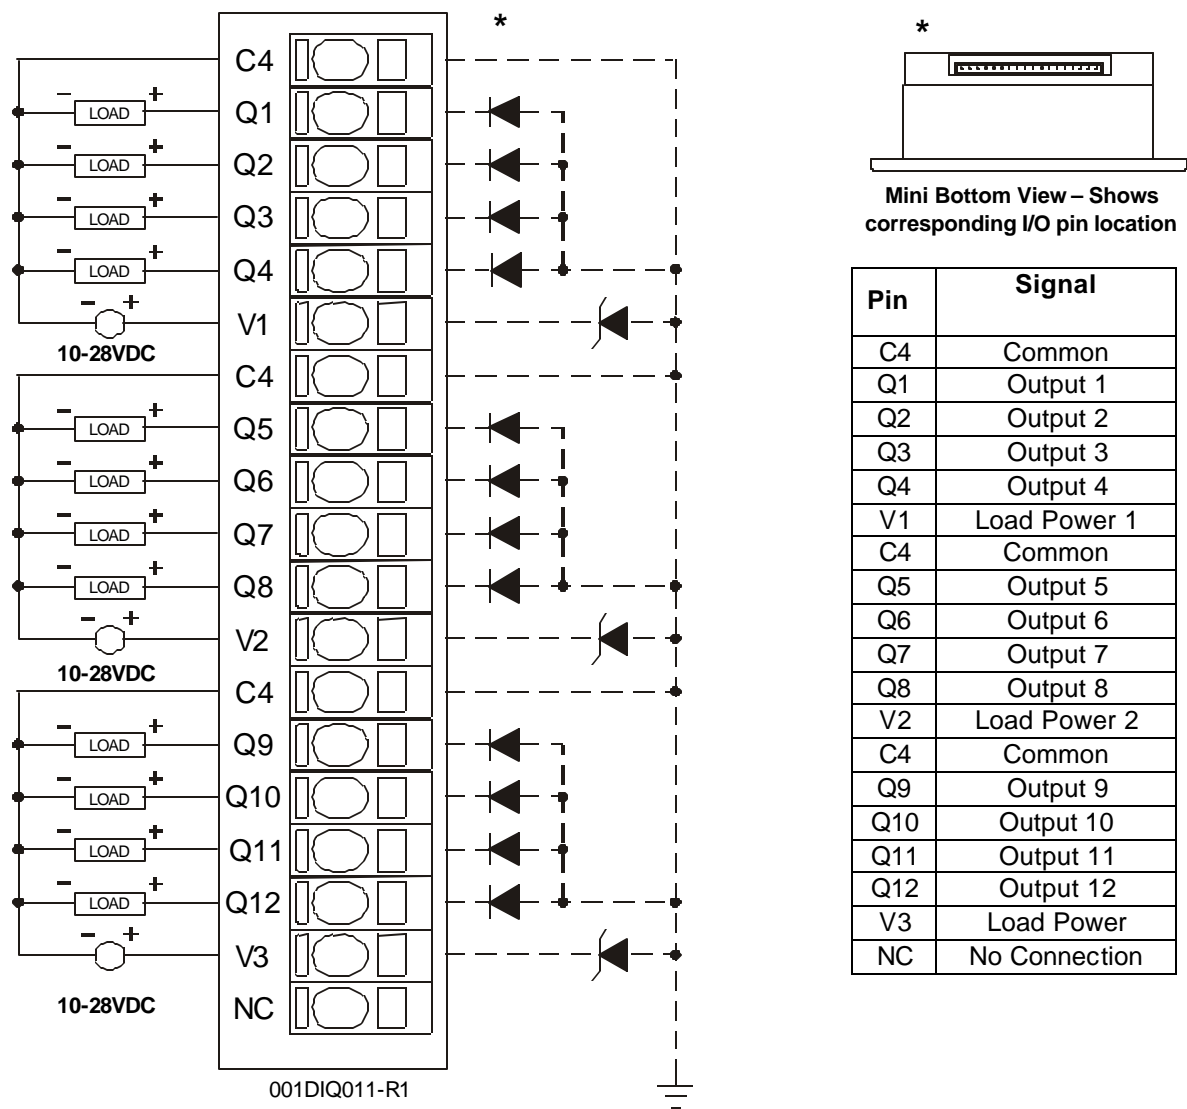 *
C4
- +
LOAD
Q1
- +
LOAD
Q2
- +
LOAD
Q3
- +
LOAD
Q4
- +
V1
10-28VDC
C4
- +
LOAD
Q5
- +
LOAD
Q6
- +
LOAD
Q7
- +
LOAD
Q8
- +
V2
10-28VDC
C4
- +
LOAD
Q9
- +
LOAD
Q10
- +
LOAD
Q11
- +
LOAD
Q12
- +
V3
10-28VDC
NC
001DIQ011-R1
*
Mini Bottom View – Shows
corresponding I/O pin location
Pin Signal
C4 Common
Q1 Output 1
Q2 Output 2
Q3 Output 3
Q4 Output 4
V1 Load Power 1
C4 Common
Q5 Output 5
Q6 Output 6
Q7 Output 7
Q8 Output 8
V2 Load Power 2
C4 Common
Q9 Output 9
Q10 Output 10
Q11 Output 11
Q12 Output 12
V3 Load Power
NC No Connection